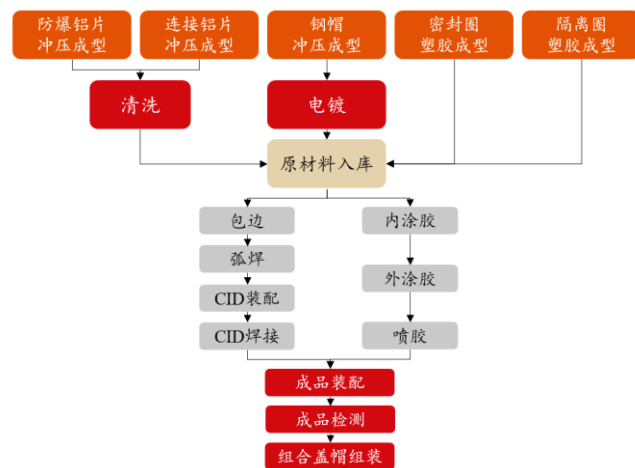 防爆铝片
冲压成型
连接铝片
冲压成型
钢帽
冲压成型
密封圈
塑胶成型
隔离圈
塑胶成型
清洗
电镀
原材料入库
包边
弧焊
CID装配
CID焊接
内涂胶
外涂胶
喷胶
成品装配
成品检测
组合盖帽组装